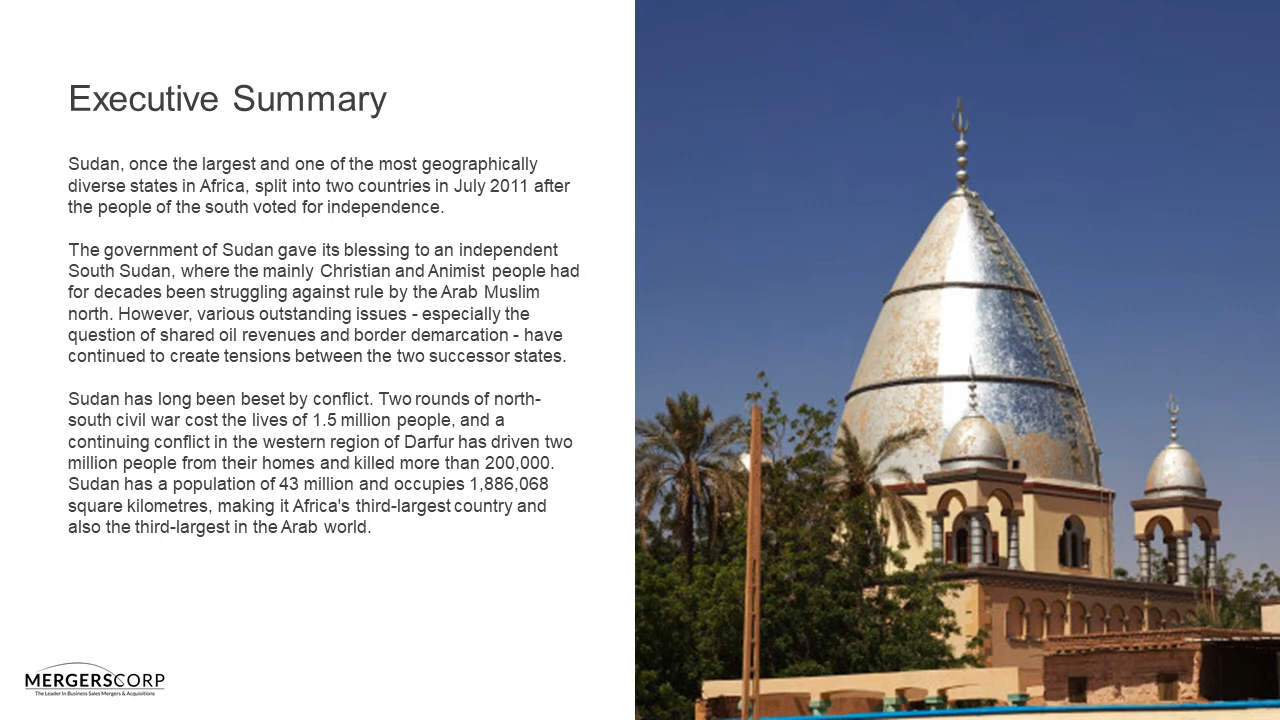 Executive Summary
Sudan, once the largest and one of the most geographically
diverse states in Africa, split into two countries in July 2011 after
the people of the south voted for independence.
The government of Sudan gave its blessing to an independent
South Sudan, where the mainly Christian and Animist people had
for decades been struggling against rule by the Arab Muslim
north. However, various outstanding issues - especially the
question of shared oil revenues and border demarcation - have
continued to create tensions between the two successor states.
Sudan has long been beset by conflict. Two rounds of north-
south civil war cost the lives of 1.5 million people, and a
continuing conflict in the western region of Darfur has driven two
million people from their homes and killed more than 200,000.
Sudan has a population of 43 million and occupies 1,886,068
square kilometres, making it Africa's third-largest country and
also the third-largest in the Arab world.
MERGERSCORP
The Leader In Business Sales Mergers & Acquisitions